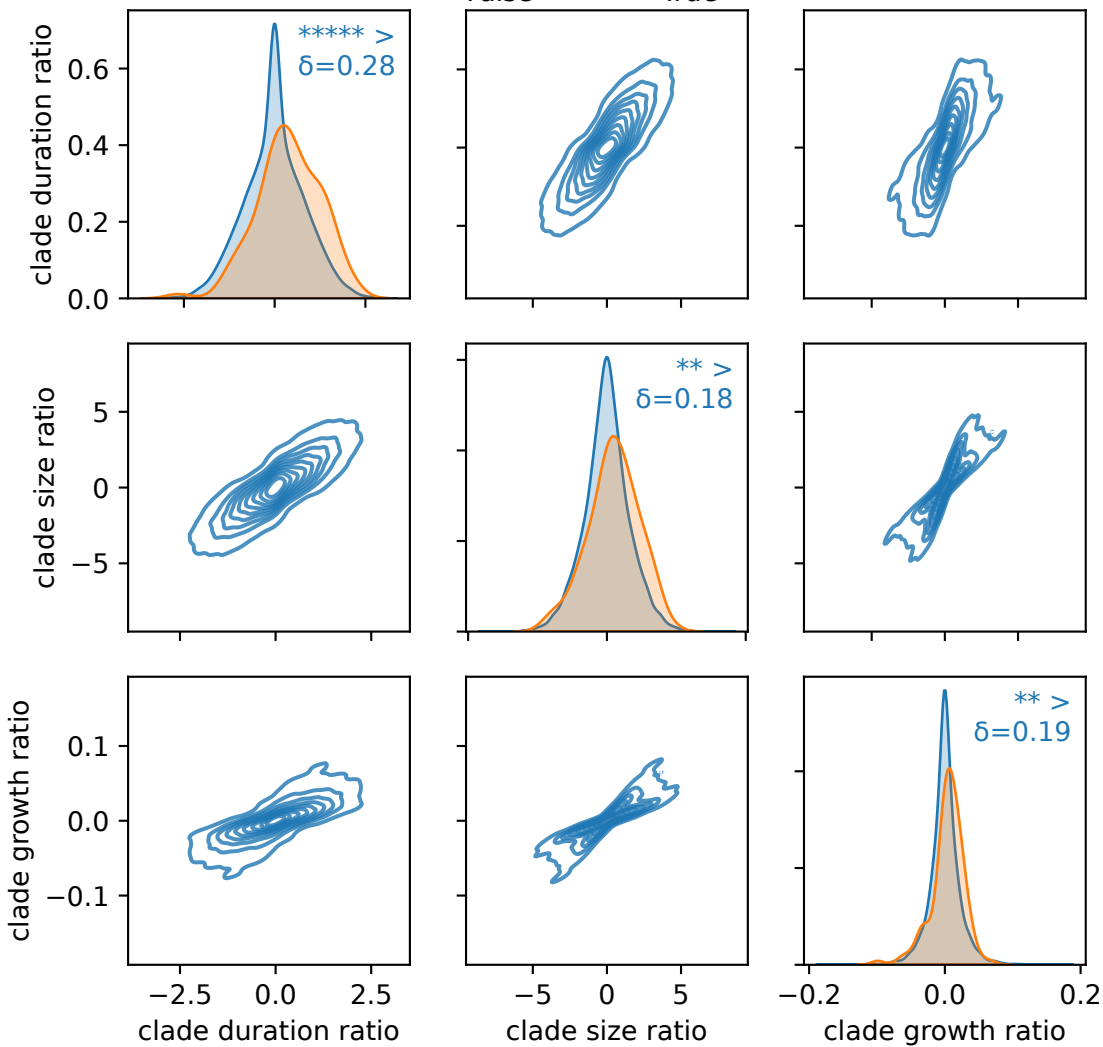 clade duration ratio
0.6
0.4
0.2
0.0
***** >
δ=0.28
clade size ratio
5
0
−5
** >
δ=0.18
clade growth ratio
0.1
0.0
−0.1
** >
δ=0.19
−2.5 0.0 2.5
−5 0 5
−0.2 0.0 0.2
clade duration ratio
clade size ratio
clade growth ratio